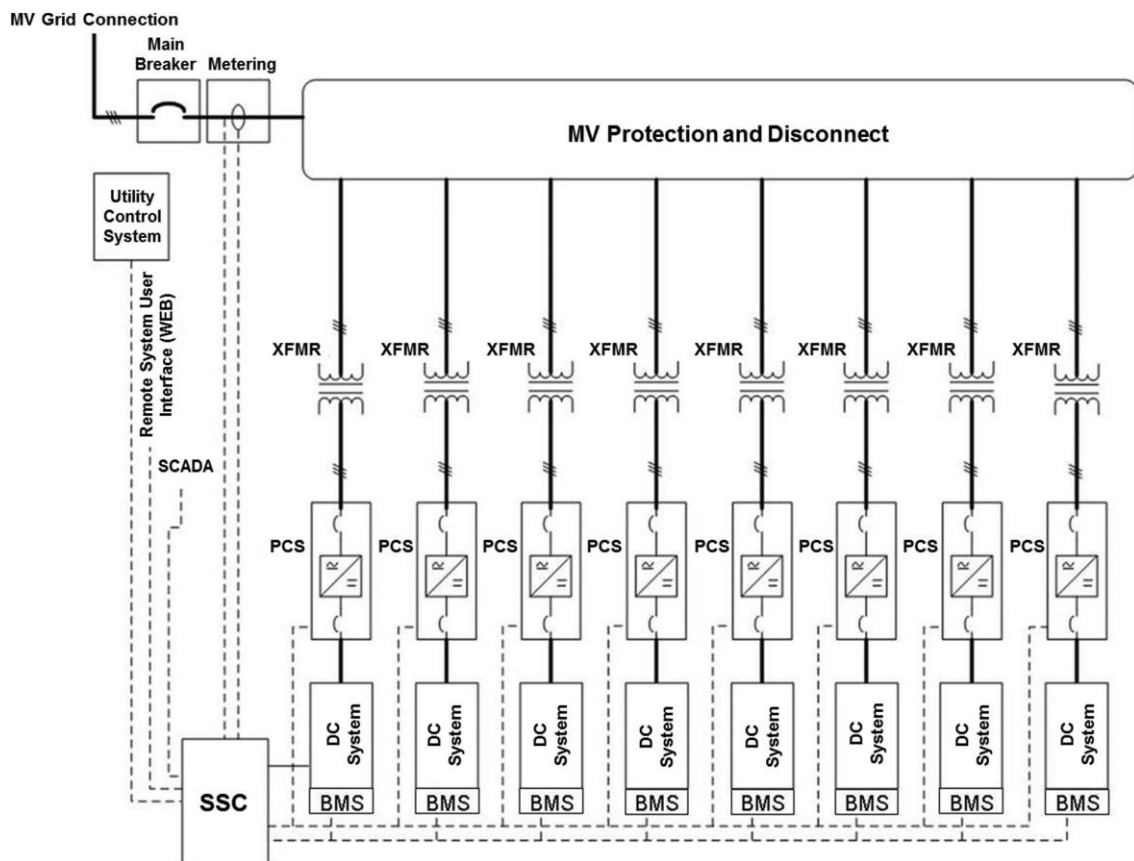 MV Grid Connection
Main
Breaker
Metering
MV Protection and Disconnect
Utility
Control
System
Remote System User
Interface (WEB)
SCADA
XFMR
XFMR
XFMR
XFMR
XFMR
XFMR
XFMR
XFMR
PCS
PCS
PCS
PCS
PCS
PCS
PCS
PCS
R
R
R
R
R
R
R
R
DC
System
DC
System
DC
System
DC
System
DC
System
DC
System
DC
System
DC
System
SSC
BMS
BMS
BMS
BMS
BMS
BMS
BMS
BMS